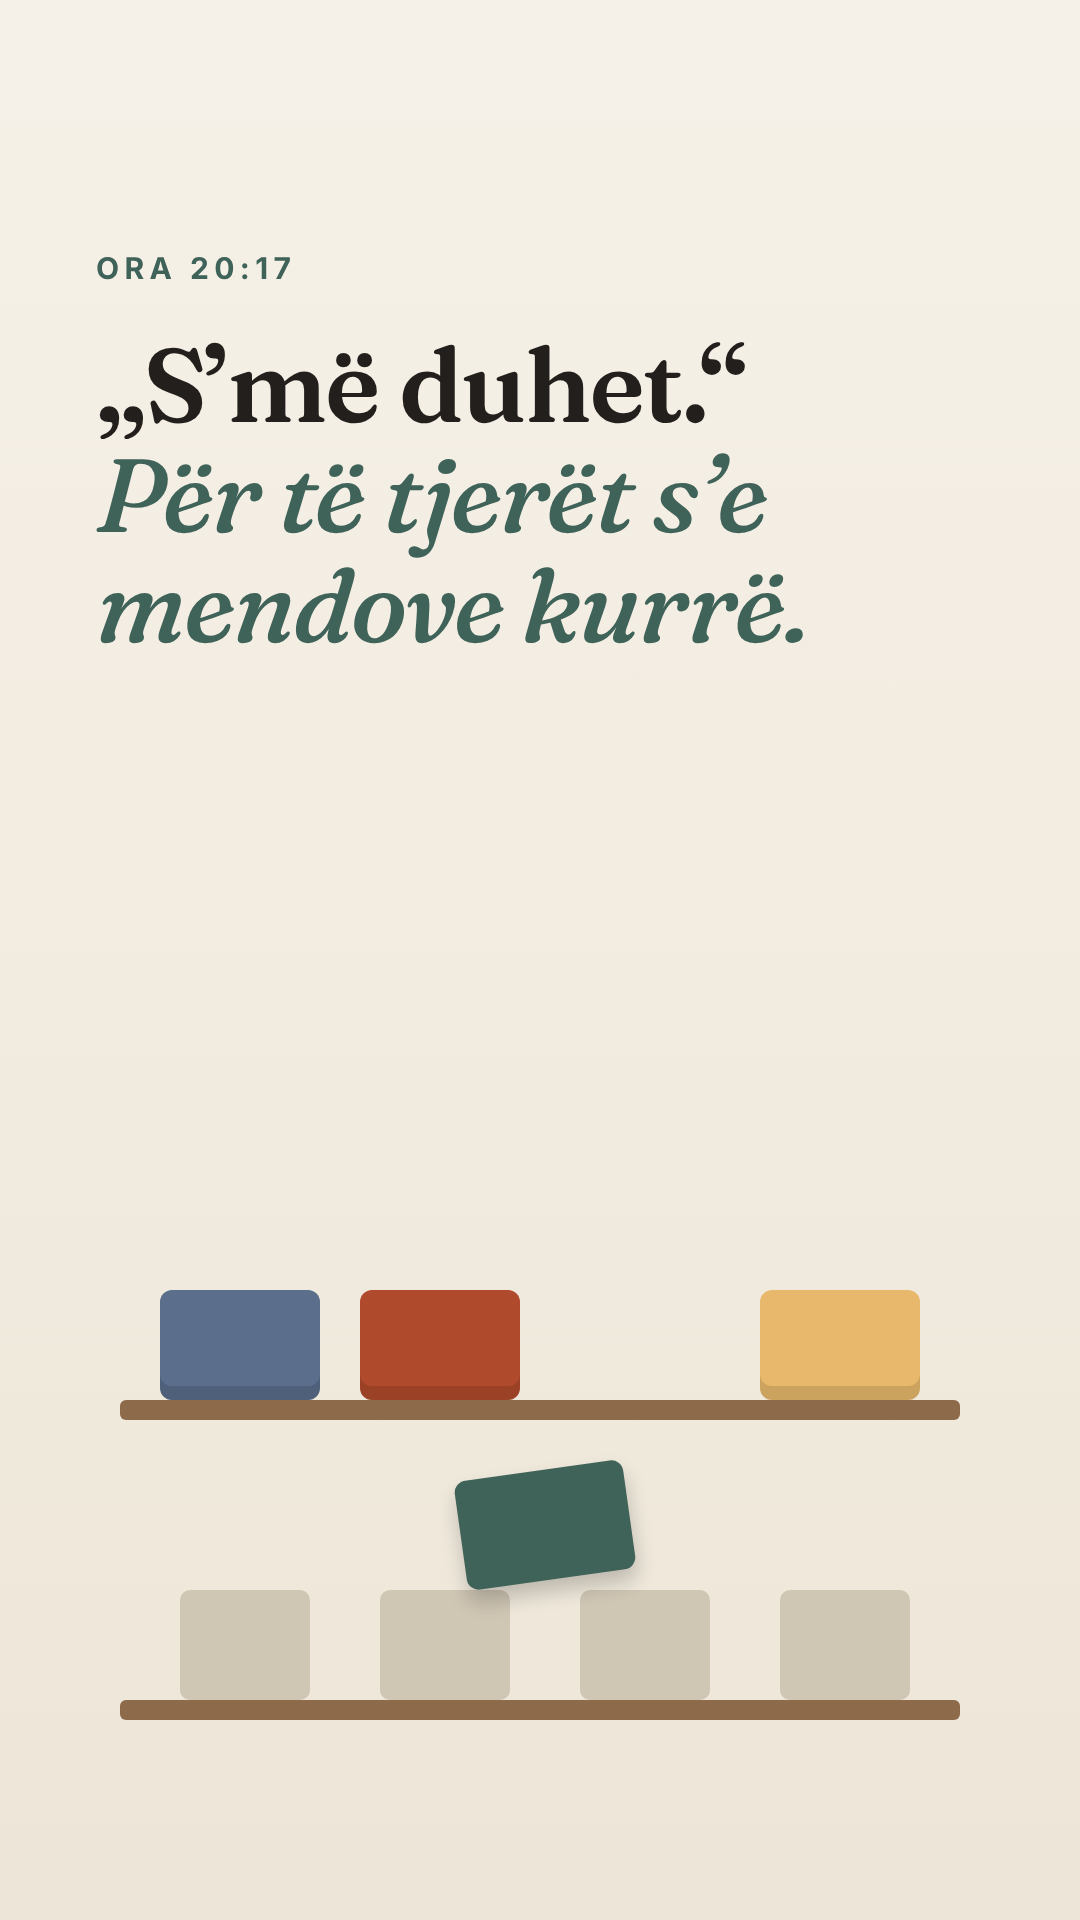 ORA 20:17
„S’më duhet.“
Për të tjerët s’e
mendove kurrë.